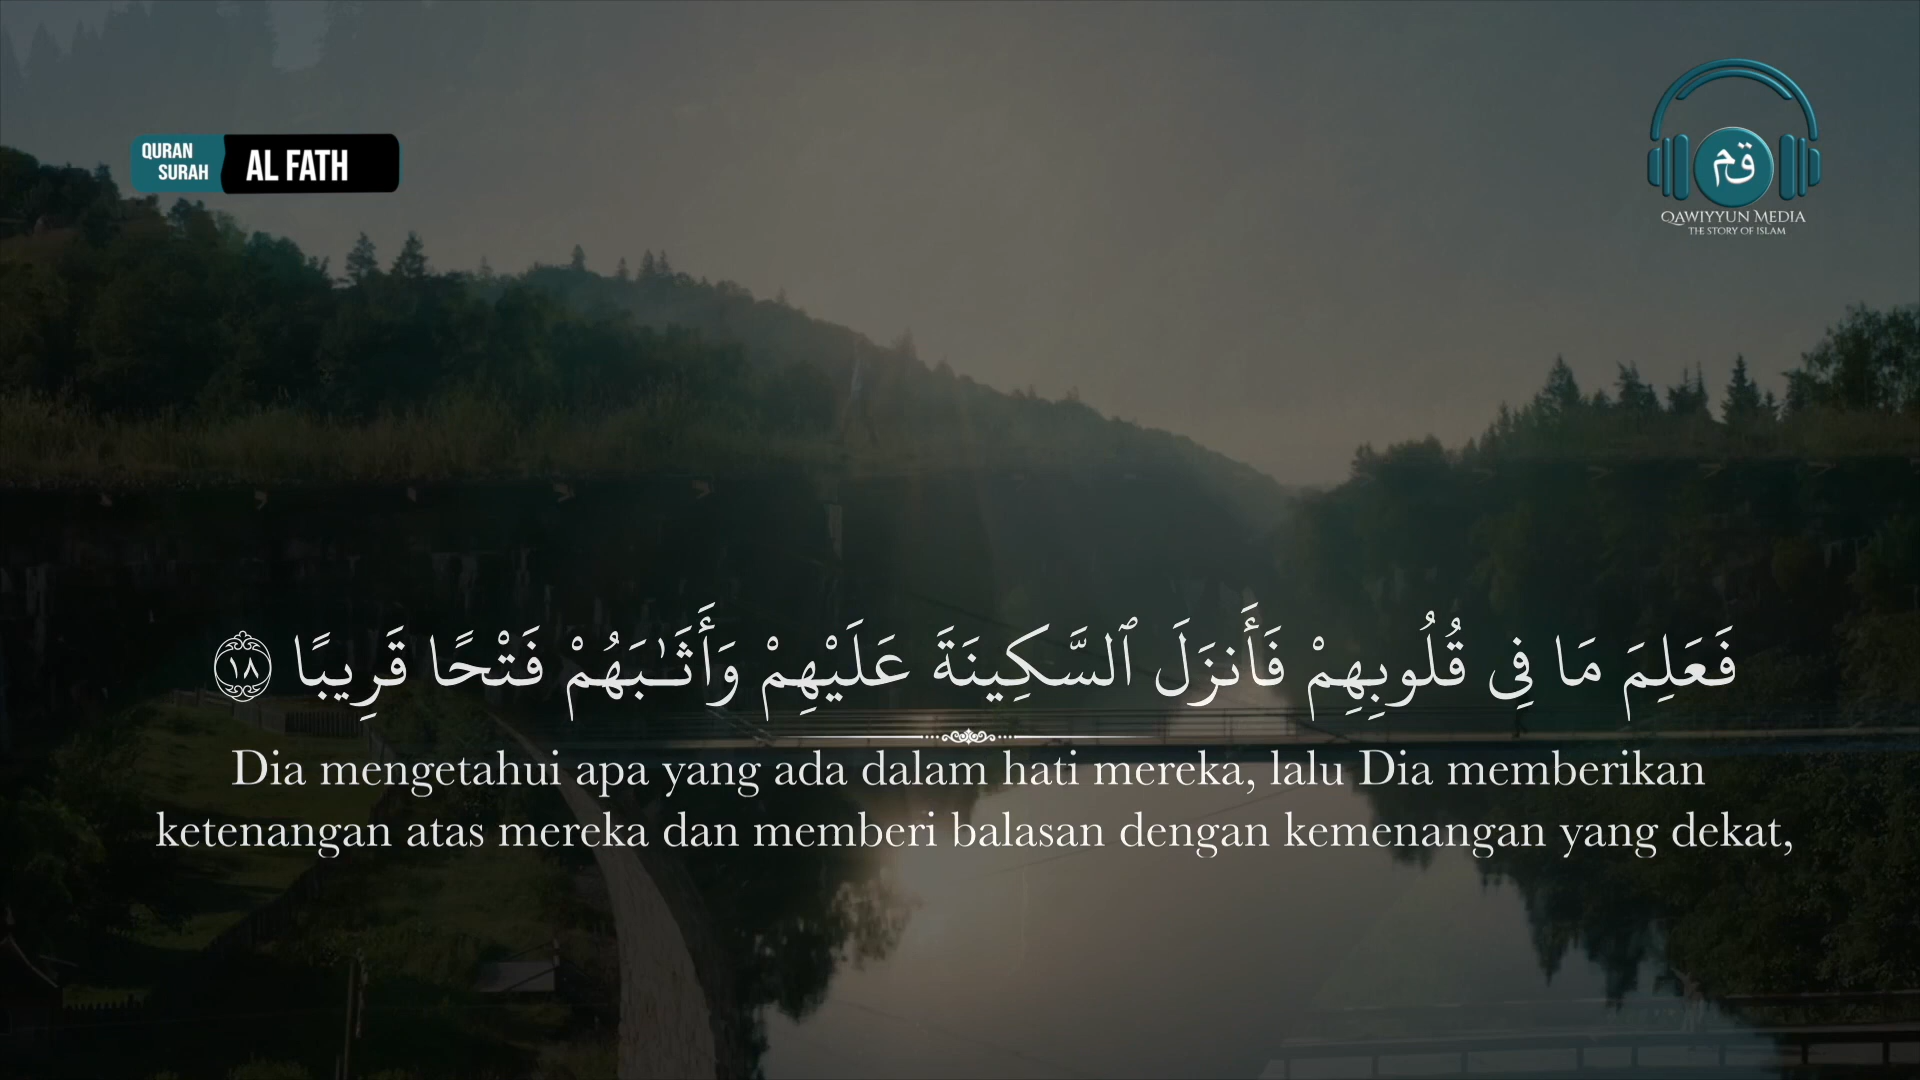 QURAN
SURAH
AL FATH
قم
QAWIYYUN MEDIA
THE STORY OF ISLAM
فَعَلِمَ مَا فِى قُلُوبِهِمْ فَأَنزَلَ ٱلسَّكِينَةَ عَلَيْهِمْ وَأَثَـٰبَهُمْ فَتْحًا قَرِيبًا ١٨
Dia mengetahui apa yang ada dalam hati mereka, lalu Dia memberikan
ketenangan atas mereka dan memberi balasan dengan kemenangan yang dekat,